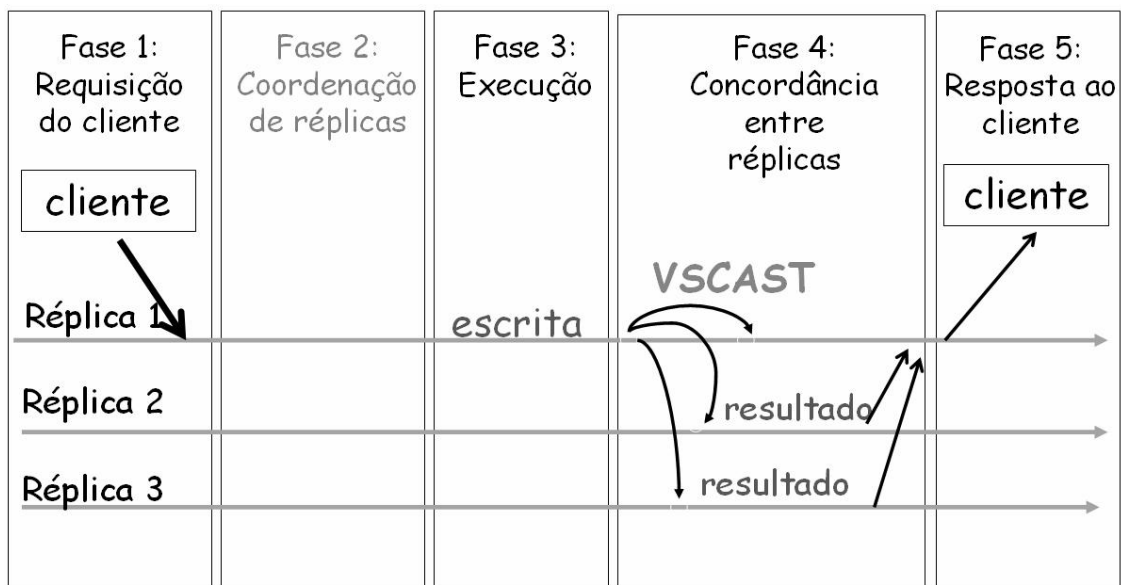 Fase 1:
Requisição
do cliente
cliente
Fase 2:
Coordenação
de réplicas
Fase 3:
Execução
Fase 4:
Concordância
entre
réplicas
Fase 5:
Resposta ao
cliente
cliente
VSCAST
Réplica 1
escrita
Réplica 2
resultado
Réplica 3
resultado